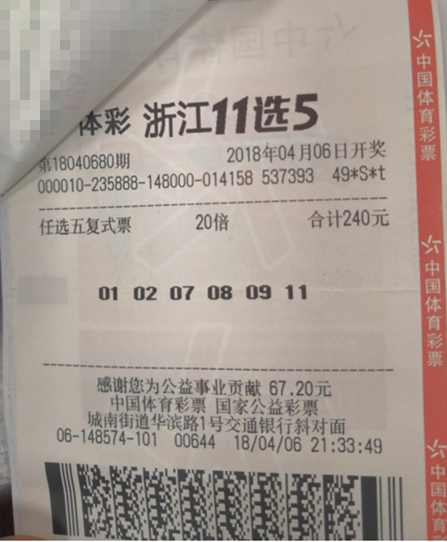 体彩 浙江11选5
第18040680期 2018年04月06日开奖
000010-235888-148000-014158 537393 49*S*t
任选五复式票 20倍 合计240元
01 02 07 08 09 11
感谢您为公益事业贡献 67.20元
中国体育彩票 国家公益彩票
城南街道华滨路1号交通银行斜对面
06-148574-101 00644 18/04/06 21:33:49
中国体育彩票
中国体育彩票
中国体育